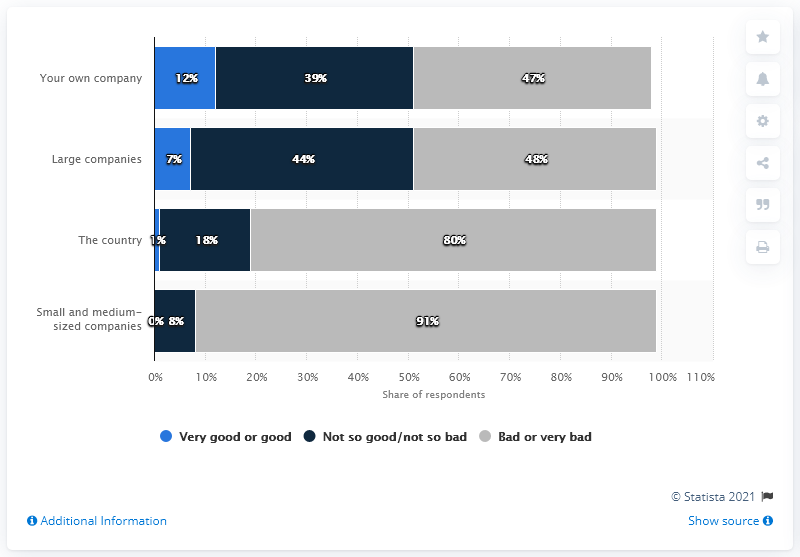 Your own company
12%
39%
47%
Large companies
7%
44%
48%
The country
1%
18%
80%
Small and medium-
sized companies
0%
8%
91%
0% 10% 20% 30% 40% 50% 60% 70% 80% 90% 100% 110%
Share of respondents
Very good or good Not so good/not so bad Bad or very bad
© Statista 2021
Additional Information Show source